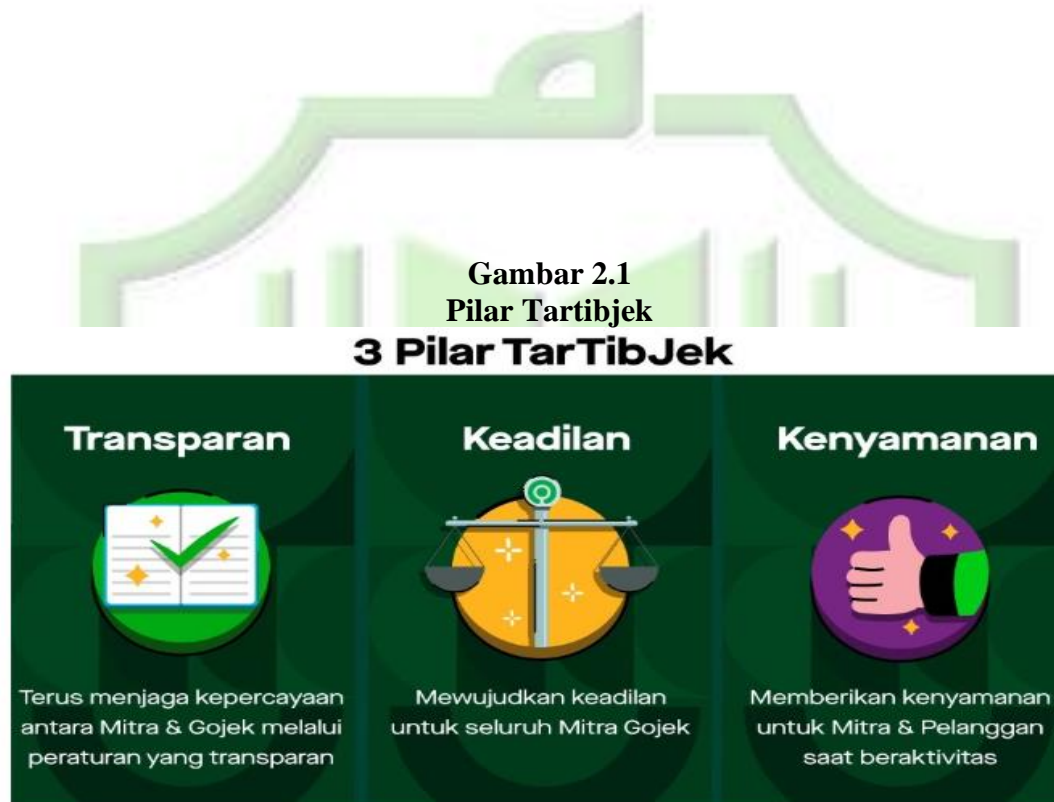 Gambar 2.1
Pilar Tartibjek
3 Pilar TarTibJek
Transparan
Terus menjaga kepercayaan
antara Mitra & Gojek melalui
peraturan yang transparan
Keadilan
Mewujudkan keadilan
untuk seluruh Mitra Gojek
Kenyamanan
Memberikan kenyamanan
untuk Mitra & Pelanggan
saat beraktivitas